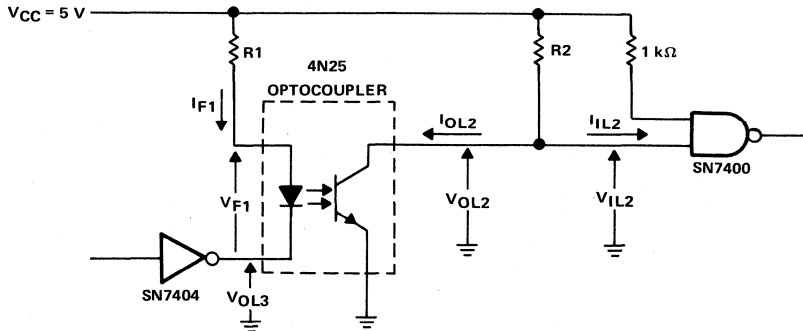 VCC = 5 V
R1
R2
1 kΩ
4N25
OPTOCOUPLER
IF1
IOL2
IIL2
SN7400
VF1
VOL2
VIL2
SN7404
VOL3